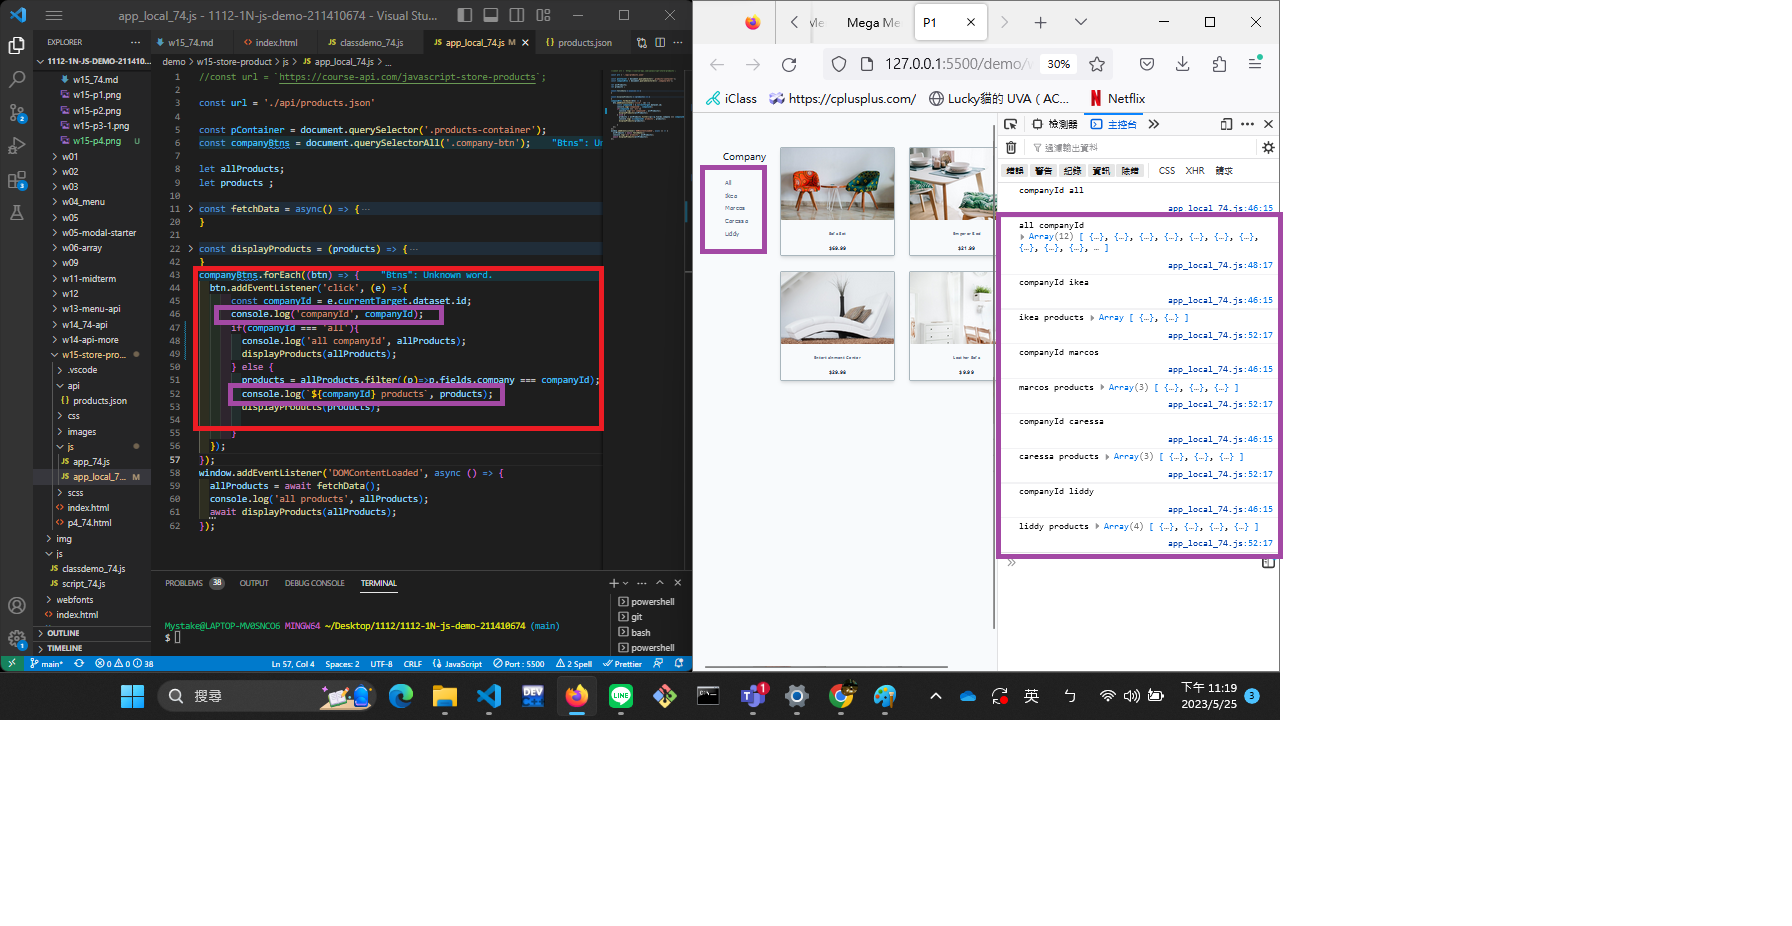 app_local_74.js - 1112-1N-js-demo-211410674 - Visual Stu...
EXPLORER
1112-1N-JS-DEMO-211410...
w15_74.md
w15-p1.png
w15-p2.png
w15-p3-1.png
w15-p4.png U
w01
w02
w03
w04_menu
w05
w05-modal-starter
w06-array
w09
w11-midterm
w12
w13-menu-api
w14_74-api
w14-api-more
w15-store-pro...
.vscode
api
products.json
css
images
js
app_74.js
app_local_7... M
scss
index.html
p4_74.html
img
js
classdemo_74.js
script_74.js
webfonts
index.html
OUTLINE
TIMELINE
w15_74.md
index.html
classdemo_74.js
app_local_74.js M
products.json
demo > w15-store-product > js > app_local_74.js > ...
1 //const url = `https://course-api.com/javascript-store-products`;
2
3 const url = './api/products.json'
4
5 const pContainer = document.querySelector('.products-container');
6 const companyBtns = document.querySelectorAll('.company-btn'); "Btns": Un
7
8 let allProducts;
9 let products ;
10
11 const fetchData = async() => {
20 }
21
22 const displayProducts = (products) => {
42 }
43 companyBtns.forEach((btn) => { "Btns": Unknown word.
44 btn.addEventListener('click', (e) =>{
45 const companyId = e.currentTarget.dataset.id;
46 console.log('companyId', companyId);
47 if(companyId === 'all'){
48 console.log('all companyId', allProducts);
49 displayProducts(allProducts);
50 } else {
51 products = allProducts.filter((p)=>p.fields.company === companyId);
52 console.log(`${companyId} products`, products);
53 displayProducts(products);
54
55 }
56 });
57 });
58 window.addEventListener('DOMContentLoaded', async () => {
59 allProducts = await fetchData();
60 console.log('all products', allProducts);
61 await displayProducts(allProducts);
62 });
PROBLEMS 38 OUTPUT DEBUG CONSOLE TERMINAL
Mystake@LAPTOP-MV0SNCO6 MINGW64 ~/Desktop/1112/1112-1N-js-demo-211410674 (main)
$
powershell
git
bash
powershell
main* 0 0 38 Ln 57, Col 4 Spaces: 2 UTF-8 CRLF JavaScript Port : 5500 2 Spell Prettier
Mega Me
P1
127.0.0.1:5500/demo/w
30%
iClass
https://cplusplus.com/
Lucky貓的 UVA ( AC...
Netflix
Company
All
Ikea
Marcos
Caressa
Liddy
Sofa Set
$69.99
Emperor Bed
$21.99
Entertainment Center
$29.98
Leather Sofa
$9.99
檢測器
主控台
過濾輸出資料
錯誤 警告 紀錄 資訊 除錯 CSS XHR 請求
companyId all
app_local_74.js:46:15
all companyId
Array(12) [ {…}, {…}, {…}, {…}, {…}, {…}, {…},
{…}, {…}, {…}, … ]
app_local_74.js:48:17
companyId ikea
app_local_74.js:46:15
ikea products Array [ {…}, {…} ]
app_local_74.js:52:17
companyId marcos
app_local_74.js:46:15
marcos products Array(3) [ {…}, {…}, {…} ]
app_local_74.js:52:17
companyId caressa
app_local_74.js:46:15
caressa products Array(3) [ {…}, {…}, {…} ]
app_local_74.js:52:17
companyId liddy
app_local_74.js:46:15
liddy products Array(4) [ {…}, {…}, {…}, {…} ]
app_local_74.js:52:17
搜尋
DEV
LINE
1
英
ㄅ
下午 11:19
2023/5/25
3